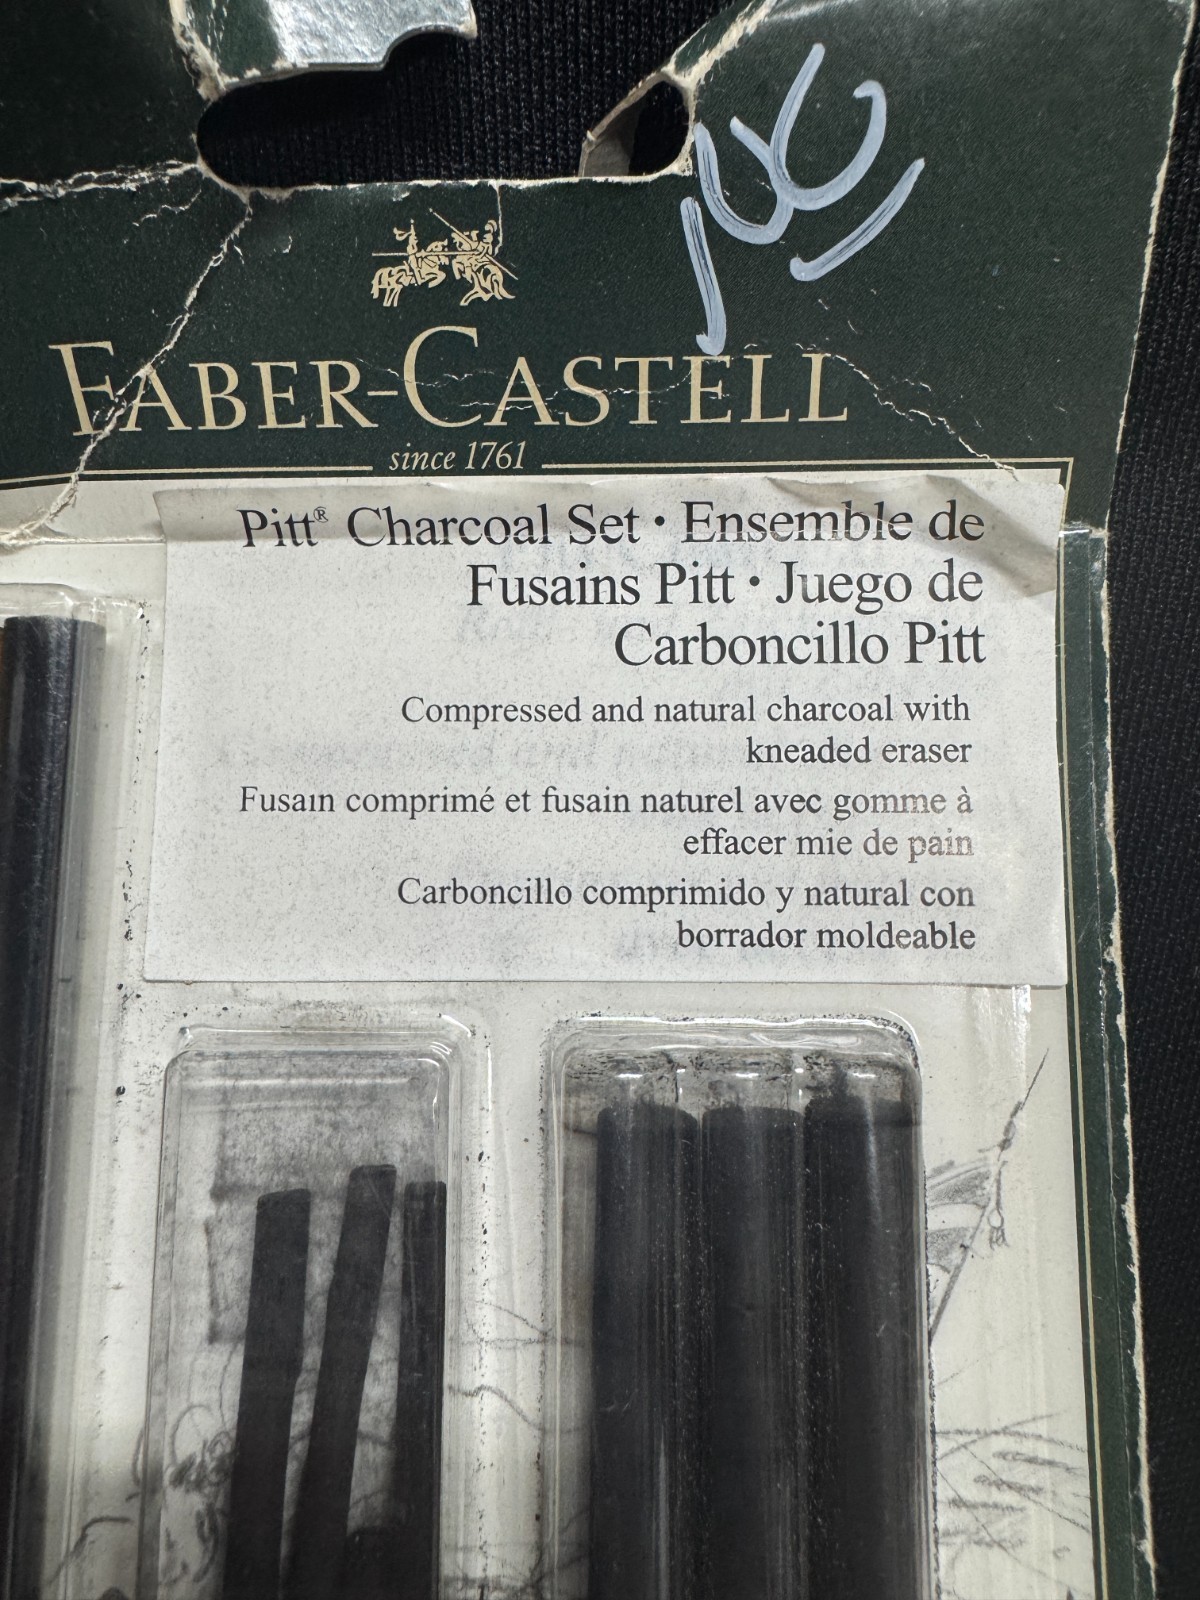 FABER-CASTELL
since 1761
Pitt® Charcoal Set • Ensemble de
Fusains Pitt • Juego de
Carboncillo Pitt
Compressed and natural charcoal with
kneaded eraser
Fusain comprimé et fusain naturel avec gomme à
effacer mie de pain
Carboncillo comprimido y natural con
borrador moldeable